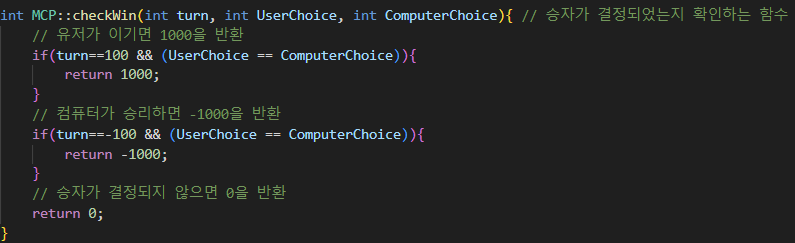 int MCP::checkWin(int turn, int UserChoice, int ComputerChoice){ // 승자가 결정되었는지 확인하는 함수
    // 유저가 이기면 1000을 반환
    if(turn==100 && (UserChoice == ComputerChoice)){
        return 1000;
    }
    // 컴퓨터가 승리하면 -1000을 반환
    if(turn==-100 && (UserChoice == ComputerChoice)){
        return -1000;
    }
    // 승자가 결정되지 않으면 0을 반환
    return 0;
}